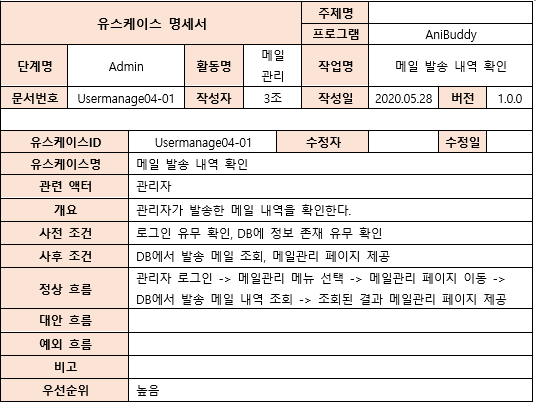 유스케이스 명세서
주제명
프로그램
AniBuddy
단계명
Admin
활동명
메일
관리
작업명
메일 발송 내역 확인
문서번호
Usermanage04-01
작성자
3조
작성일
2020.05.28
버전
1.0.0
유스케이스ID
Usermanage04-01
수정자
수정일
유스케이스명
메일 발송 내역 확인
관련 액터
관리자
개요
관리자가 발송한 메일 내역을 확인한다.
사전 조건
로그인 유무 확인, DB에 정보 존재 유무 확인
사후 조건
DB에서 발송 메일 조회, 메일관리 페이지 제공
정상 흐름
관리자 로그인 -> 메일관리 메뉴 선택 -> 메일관리 페이지 이동 ->
DB에서 발송 메일 내역 조회 -> 조회된 결과 메일관리 페이지 제공
대안 흐름
예외 흐름
비고
우선순위
높음